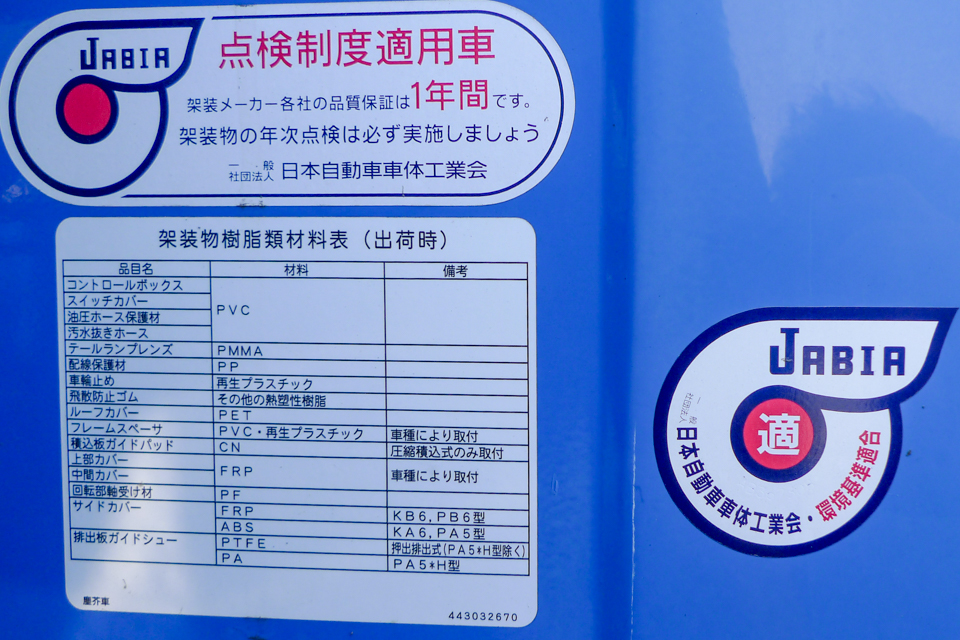 JABIA
点検制度適用車
架装メーカー各社の品質保証は1年間です。
架装物の年次点検は必ず実施しましょう
一般社団法人 日本自動車車体工業会
架装物樹脂類材料表（出荷時）
品目名 材料 備考
コントロールボックス PVC
スイッチカバー
油圧ホース保護材
汚水抜きホース
テールランプレンズ PMMA
配線保護材 PP
車輪止め 再生プラスチック
飛散防止ゴム その他の熱塑性樹脂
ルーフカバー PET
フレームスペーサ PVC・再生プラスチック 車種により取付
積込板ガイドパッド CN 圧縮積込式のみ取付
上部カバー FRP 車種により取付
中間カバー
回転部軸受け材 PF
サイドカバー FRP KB6,PB6型
ABS KA6,PA5型
排出板ガイドシュー PTFE 押出排出式(PA5*H型除く)
PA PA5*H型
塵芥車
443032670
JABIA
適
一般社団法人 日本自動車車体工業会・環境基準適合